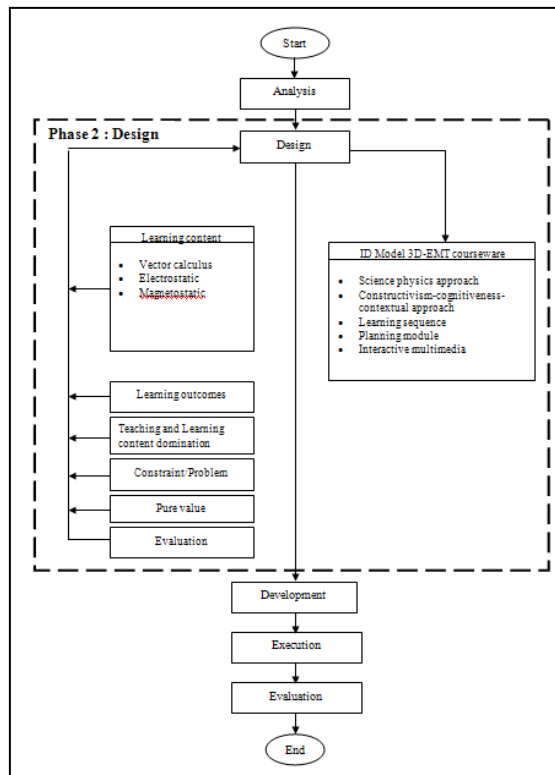 Start
Analysis
Phase 2 : Design
Design
Learning content
• Vector calculus
• Electrostatic
• Magnetostatic
ID Model 3D-EMT courseware
• Science physics approach
• Constructivism-cognitiveness-
contextual approach
• Learning sequence
• Planning module
• Interactive multimedia
Learning outcomes
Teaching and Learning
content domination
Constraint/Problem
Pure value
Evaluation
Development
Execution
Evaluation
End